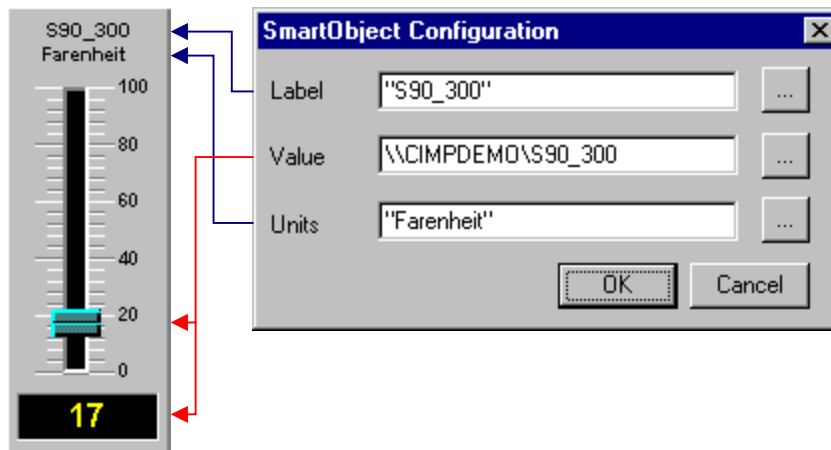 S90_300
Farenheit
100
80
60
40
20
0
17
SmartObject Configuration
Label "S90_300" ...
Value \\CIMPDEMO\S90_300 ...
Units "Farenheit" ...
OK Cancel